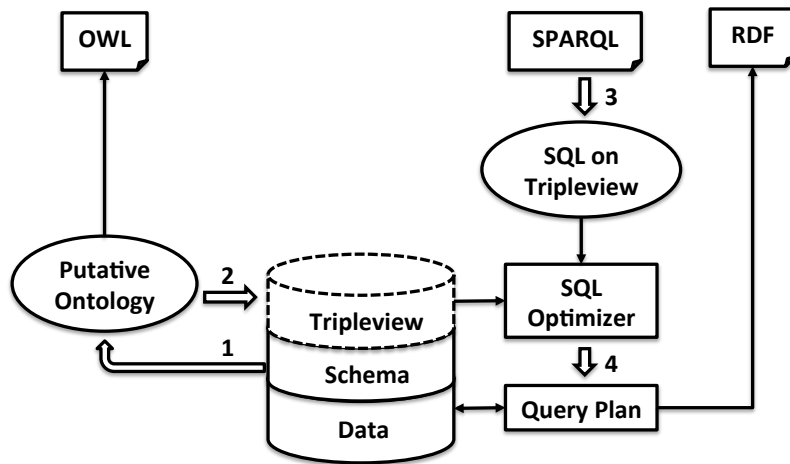 OWL
SPARQL
RDF
3
SQL on
Tripleview
Putative
Ontology
2
Tripleview
SQL
Optimizer
1
Schema
4
Data
Query Plan